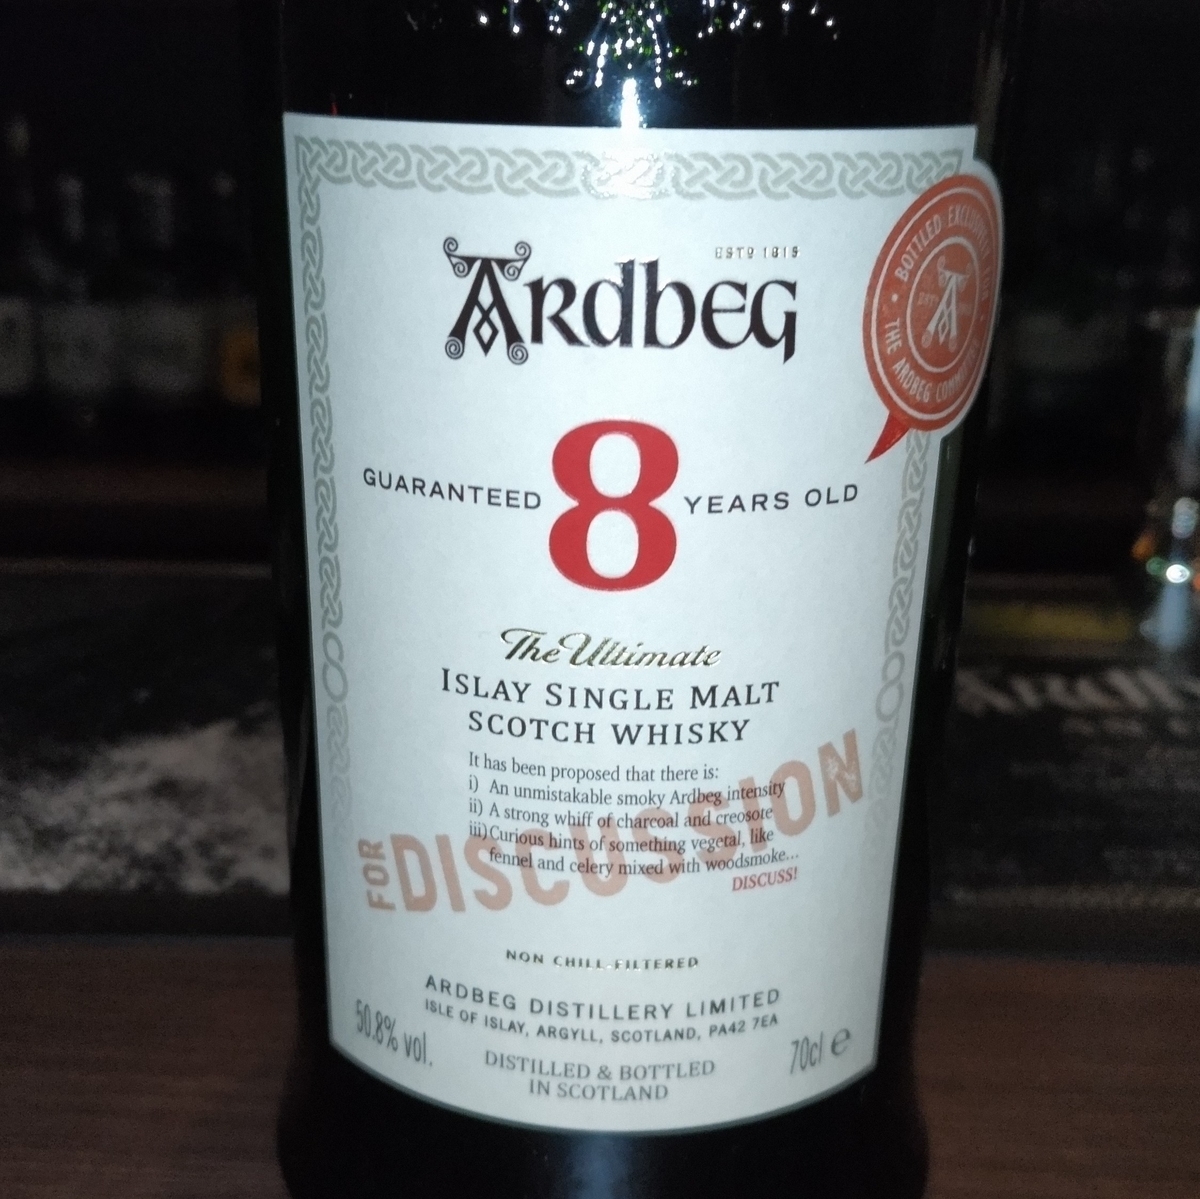 ESTD 1815
ARDBEG
BOTTLED EXCLUSIVELY FOR
THE ARDBEG COMMITTEE
ESTD
A
GUARANTEED 8 YEARS OLD
The Ultimate
ISLAY SINGLE MALT
SCOTCH WHISKY
It has been proposed that there is:
i) An unmistakable smoky Ardbeg intensity
ii) A strong whiff of charcoal and creosote
iii) Curious hints of something vegetal, like
fennel and celery mixed with woodsmoke...
DISCUSS!
FOR DISCUSSION
NON CHILL-FILTERED
ARDBEG DISTILLERY LIMITED
ISLE OF ISLAY, ARGYLL, SCOTLAND, PA42 7EA
50.8% vol.
70cl e
DISTILLED & BOTTLED
IN SCOTLAND